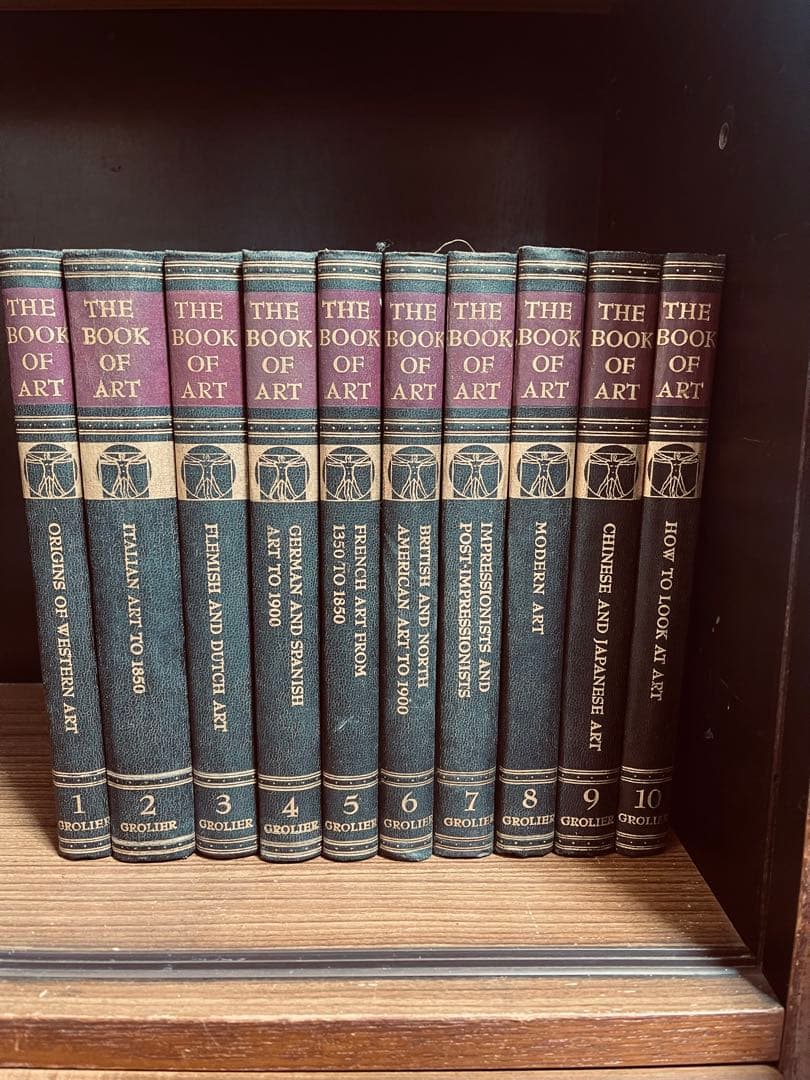 THE
BOOK
OF
ART
ORIGINS OF WESTERN ART
1
GROLIER
THE
BOOK
OF
ART
ITALIAN ART TO 1850
2
GROLIER
THE
BOOK
OF
ART
FLEMISH AND DUTCH ART
3
GROLIER
THE
BOOK
OF
ART
GERMAN AND SPANISH
ART TO 1900
4
GROLIER
THE
BOOK
OF
ART
FRENCH ART FROM
1350 TO 1850
5
GROLIER
THE
BOOK
OF
ART
BRITISH AND NORTH
AMERICAN ART TO 1900
6
GROLIER
THE
BOOK
OF
ART
IMPRESSIONISTS AND
POST-IMPRESSIONISTS
7
GROLIER
THE
BOOK
OF
ART
MODERN ART
8
GROLIER
THE
BOOK
OF
ART
CHINESE AND JAPANESE ART
9
GROLIER
THE
BOOK
OF
ART
HOW TO LOOK AT ART
10
GROLIER